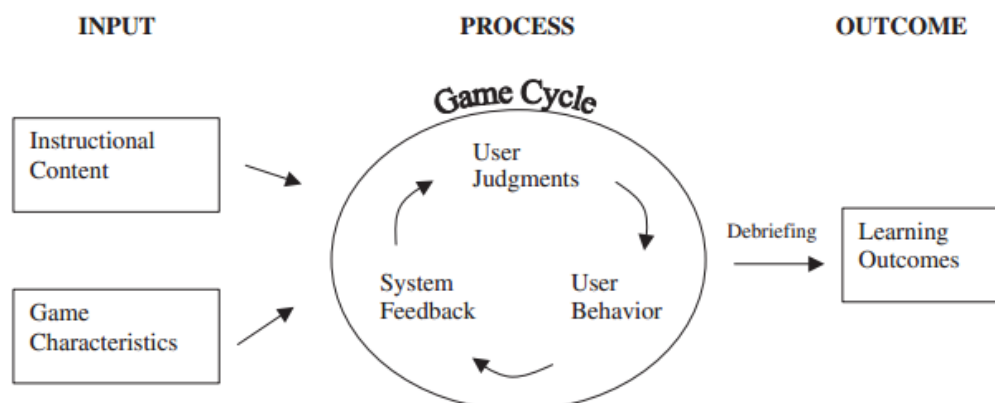 INPUT
PROCESS
OUTCOME
Game Cycle
Instructional
Content
User
Judgments
Debriefing
Learning
Outcomes
System
Feedback
User
Behavior
Game
Characteristics